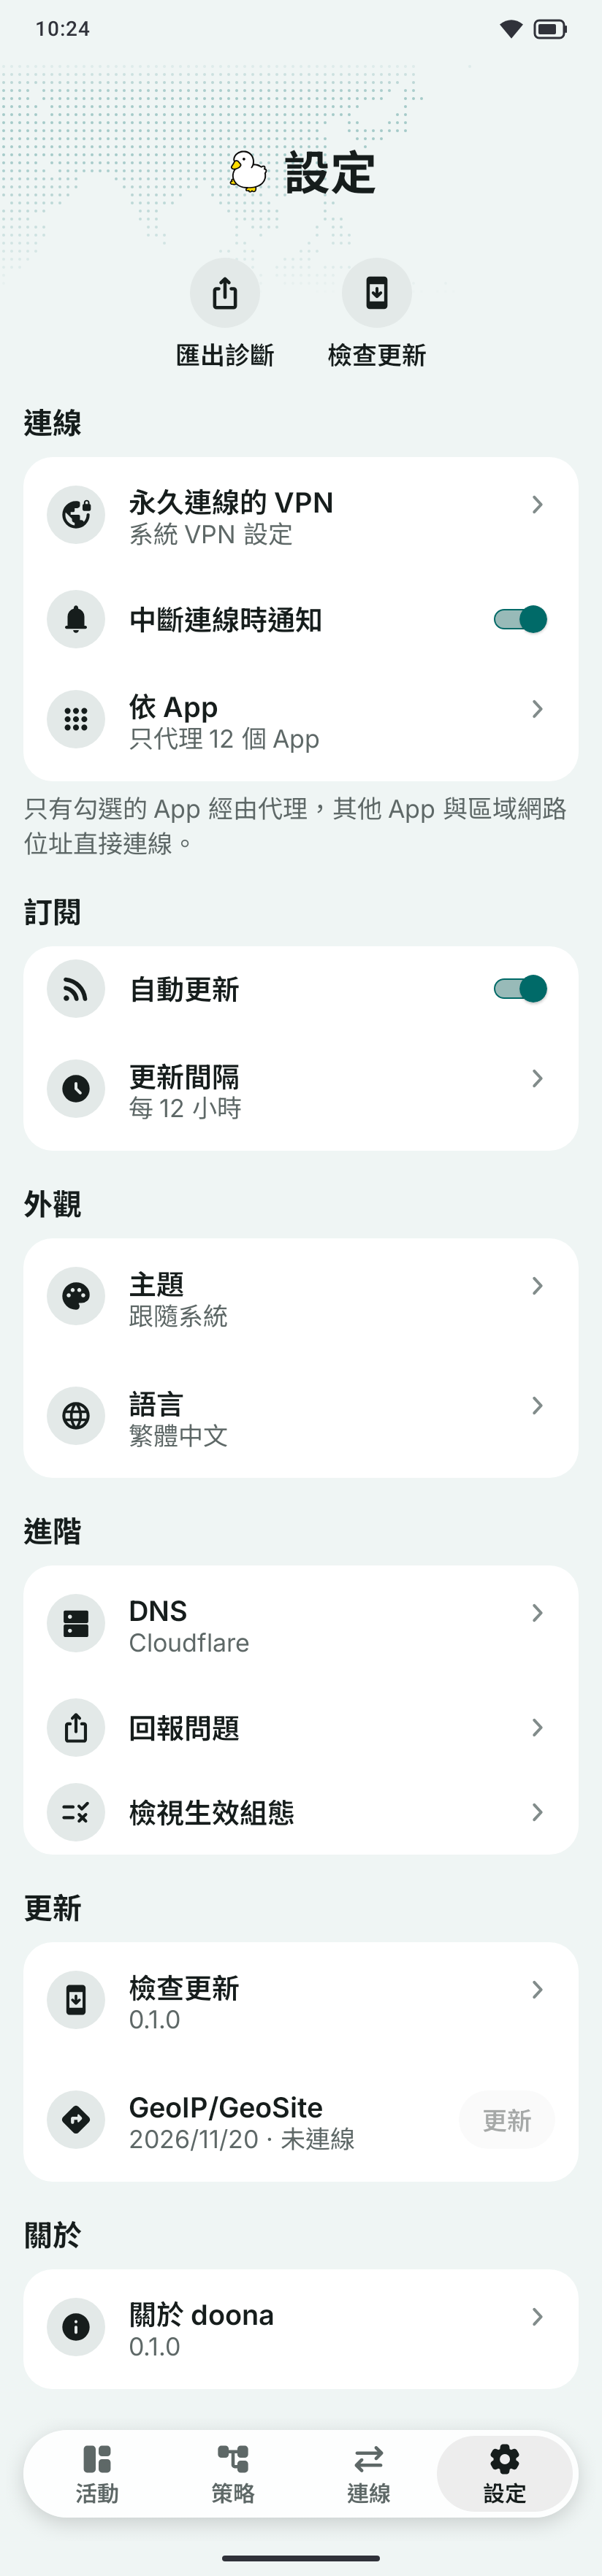 10:24
設定
匯出診斷
檢查更新
連線
永久連線的 VPN
系統 VPN 設定
中斷連線時通知
依 App
只代理 12 個 App
只有勾選的 App 經由代理，其他 App 與區域網路
位址直接連線。
訂閱
自動更新
更新間隔
每 12 小時
外觀
主題
跟隨系統
語言
繁體中文
進階
DNS
Cloudflare
回報問題
檢視生效組態
更新
檢查更新
0.1.0
GeoIP/GeoSite
2026/11/20 · 未連線
更新
關於
關於 doona
0.1.0
活動
策略
連線
設定